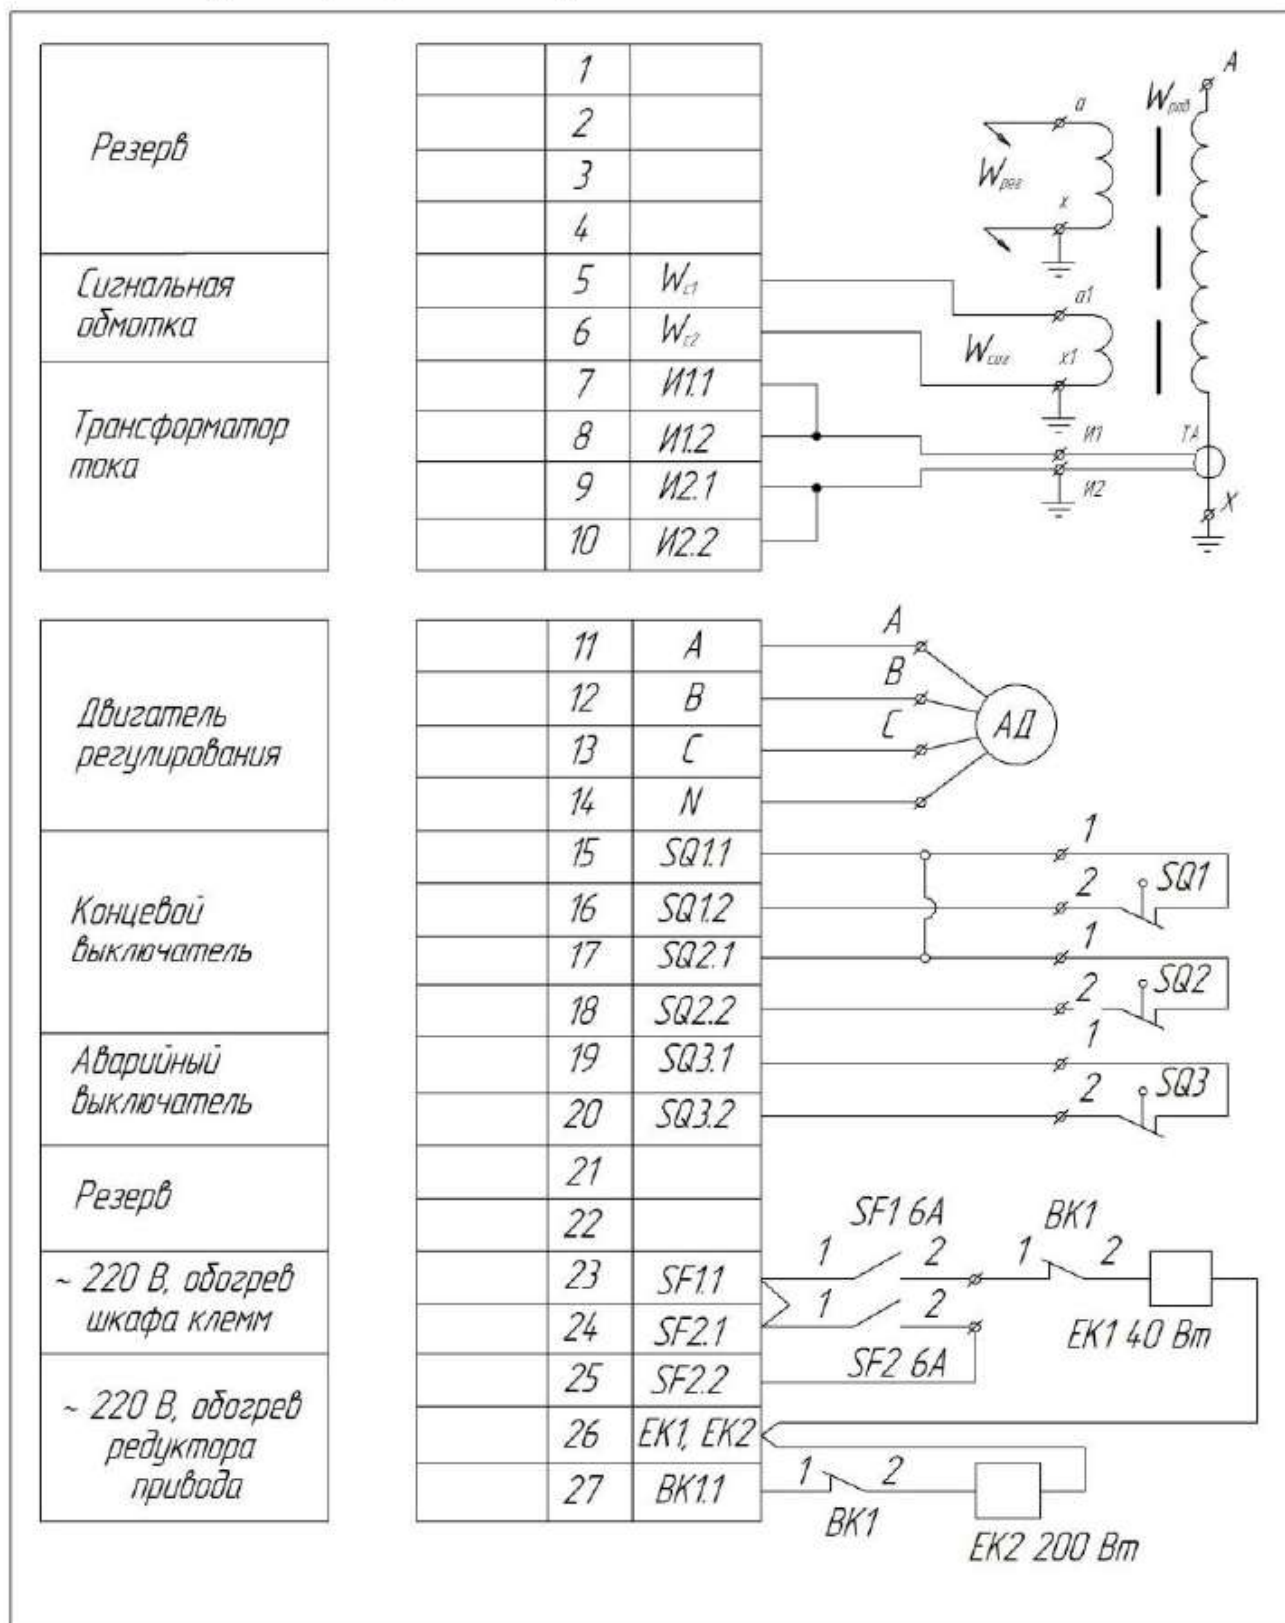 Резерв
1
2
3
4
Сигнальная
обмотка
5 Wс1
6 Wс2
Трансформатор
тока
7 И1.1
8 И1.2
9 И2.1
10 И2.2
A
а
Wрег
х
а1
Wсиг
х1
И1
ТА
И2
X
Двигатель
регулирования
11 A
12 B
13 C
14 N
A
B
C
АД
Концевой
выключатель
15 SQ1.1
16 SQ1.2
17 SQ2.1
18 SQ2.2
1
2 SQ1
1
2 SQ2
Аварийный
выключатель
19 SQ3.1
20 SQ3.2
1
2 SQ3
Резерв
21
22
~ 220 В, обогрев
шкафа клемм
23 SF1.1
24 SF2.1
SF1 6А
1 2
BK1
1 2
1 2
SF2 6А
EK1 40 Вт
~ 220 В, обогрев
редуктора
привода
25 SF2.2
26 EK1, EK2
27 BK1.1
1 2
BK1
EK2 200 Вт